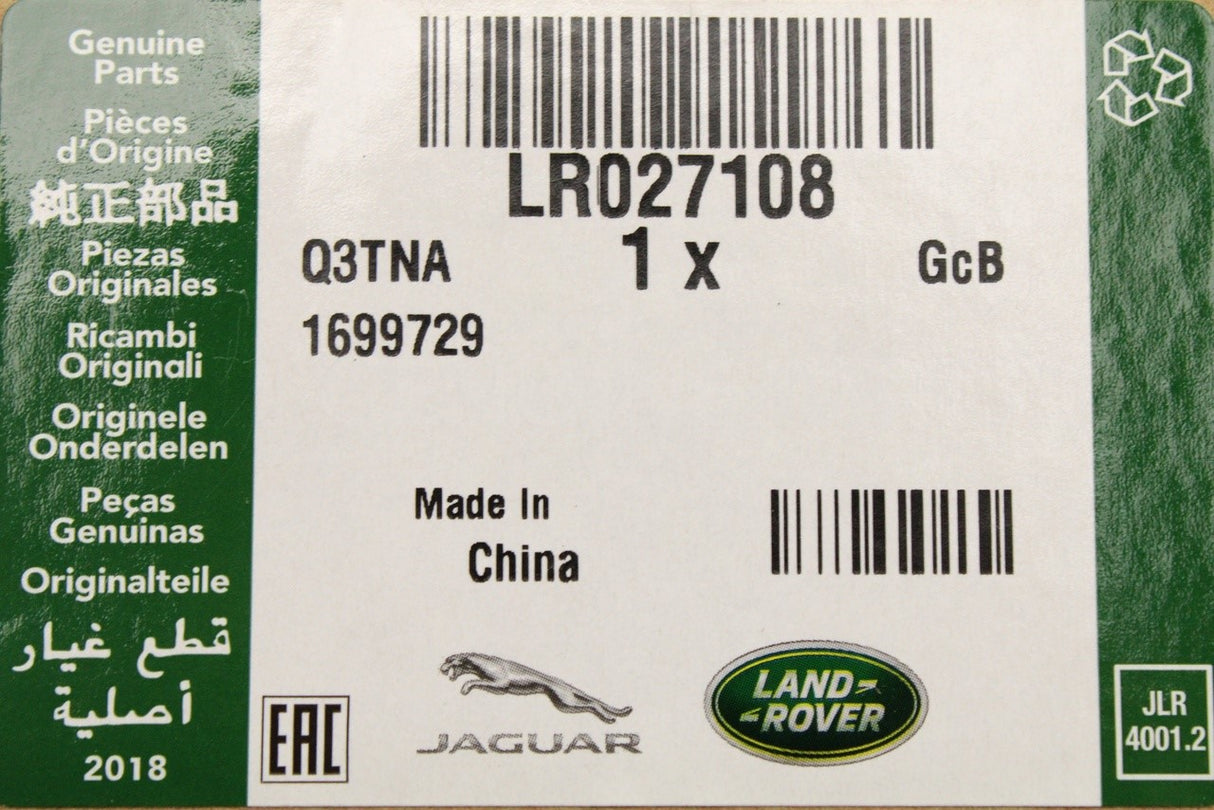 Genuine
Parts
Pièces
d'Origine
純正部品
Piezas
Originales
Ricambi
Originali
Originele
Onderdelen
Peças
Genuinas
Originalteile
قطع غيار
أصلية
2018
LR027108
Q3TNA 1 x GcB
1699729
Made In
China
EAC
JAGUAR
LAND-
-ROVER
JLR
4001.2